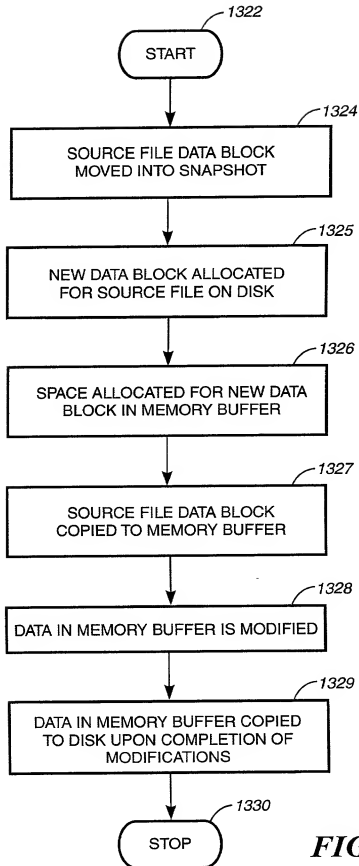 1322
START
1324
SOURCE FILE DATA BLOCK
MOVED INTO SNAPSHOT
1325
NEW DATA BLOCK ALLOCATED
FOR SOURCE FILE ON DISK
1326
SPACE ALLOCATED FOR NEW DATA
BLOCK IN MEMORY BUFFER
1327
SOURCE FILE DATA BLOCK
COPIED TO MEMORY BUFFER
1328
DATA IN MEMORY BUFFER IS MODIFIED
1329
DATA IN MEMORY BUFFER COPIED
TO DISK UPON COMPLETION OF
MODIFICATIONS
1330
STOP
FIG